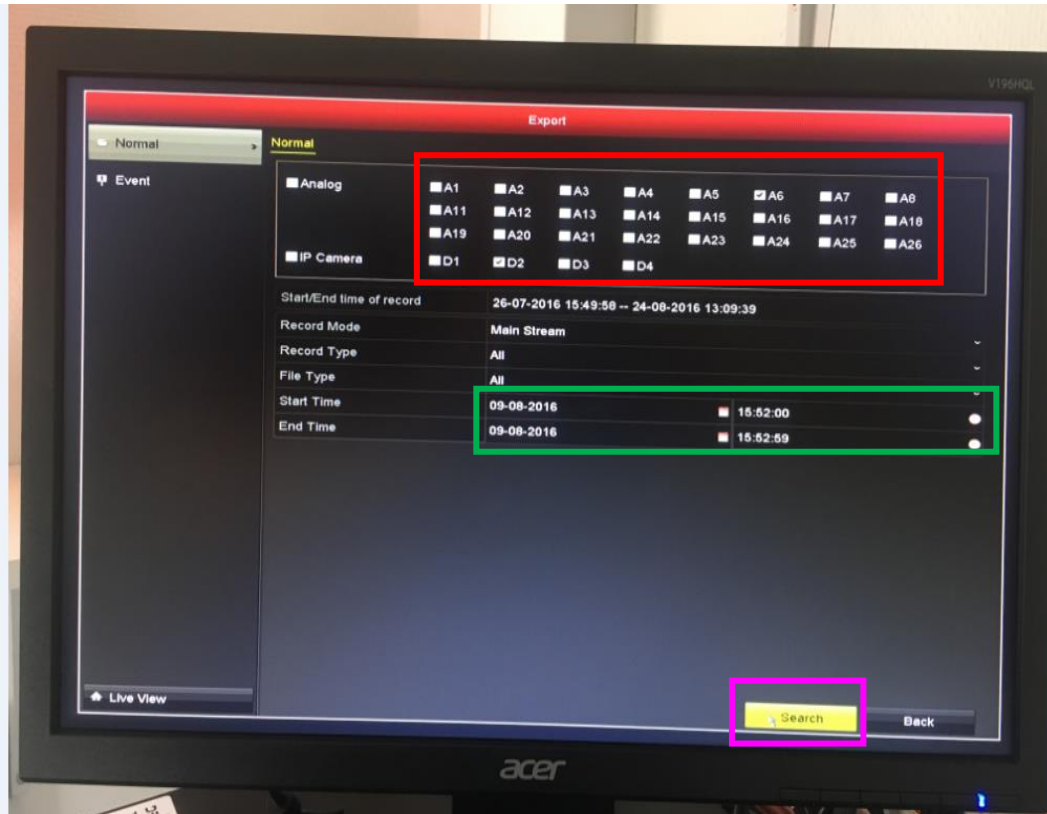 V196HQL
Export
Normal
Normal
Event
Analog A1 A2 A3 A4 A5 A6 A7 A8
A11 A12 A13 A14 A15 A16 A17 A18
A19 A20 A21 A22 A23 A24 A25 A26
IP Camera D1 D2 D3 D4
Start/End time of record 26-07-2016 15:49:58 -- 24-08-2016 13:09:39
Record Mode Main Stream
Record Type All
File Type All
Start Time 09-08-2016 15:52:00
End Time 09-08-2016 15:52:59
Live View
Search Back
acer